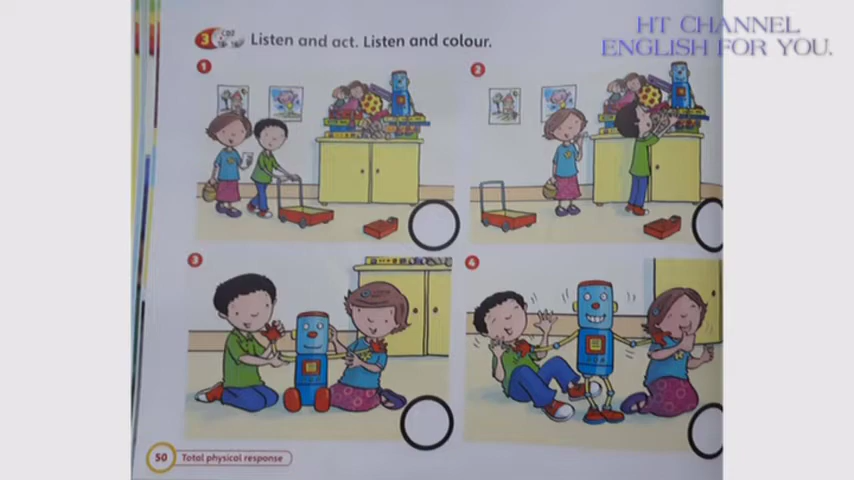 HT CHANNEL
ENGLISH FOR YOU.
3 CD2 Listen and act. Listen and colour.
1
2
3
4
50 Total physical response